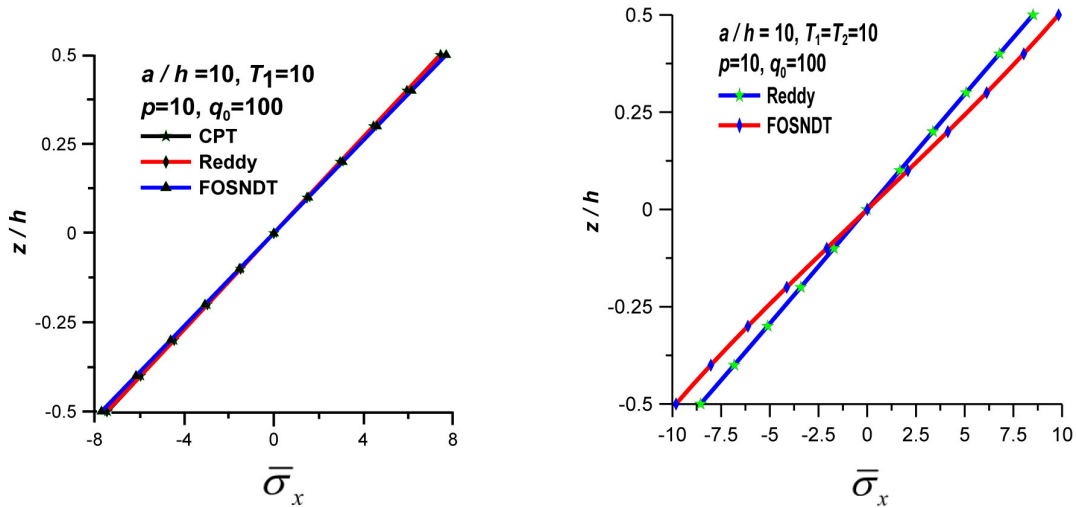 a / h =10, T1=10
p=10, q0=100
CPT
Reddy
FOSNDT
0.5
0.25
0
-0.25
-0.5
z / h
-8
-4
0
4
8
σ̅x
a / h = 10, T1=T2=10
p=10, q0=100
Reddy
FOSNDT
0.5
0.25
0
-0.25
-0.5
z / h
-10
-7.5
-5
-2.5
0
2.5
5
7.5
10
σ̅x